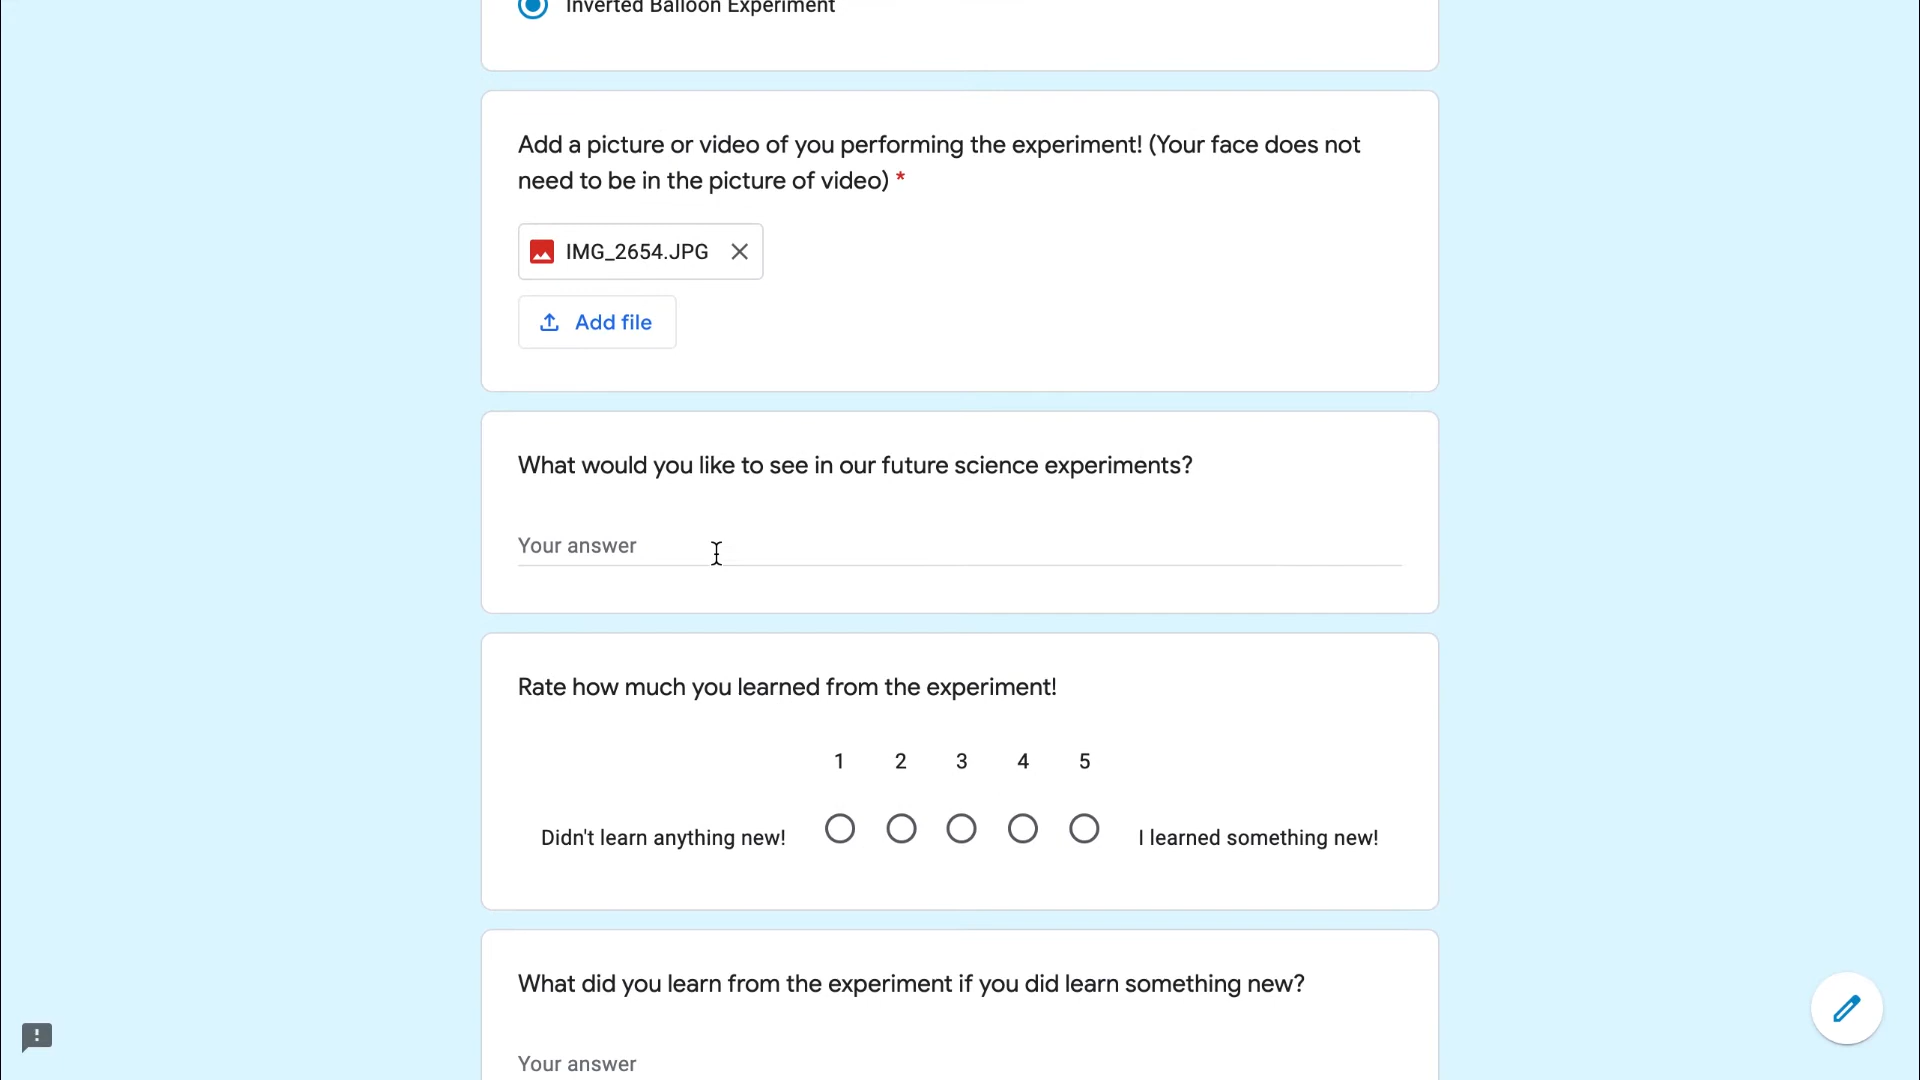 Inverted Balloon Experiment
Add a picture or video of you performing the experiment! (Your face does not
need to be in the picture of video) *
IMG_2654.JPG
Add file
What would you like to see in our future science experiments?
Your answer
Rate how much you learned from the experiment!
1 2 3 4 5
Didn't learn anything new! I learned something new!
What did you learn from the experiment if you did learn something new?
Your answer